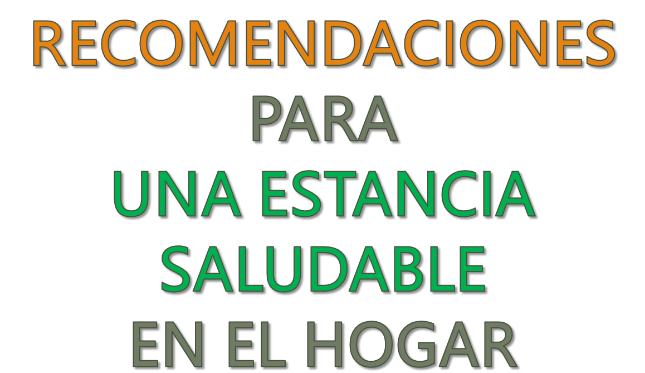 RECOMENDACIONES
PARA
UNA ESTANCIA
SALUDABLE
EN EL HOGAR